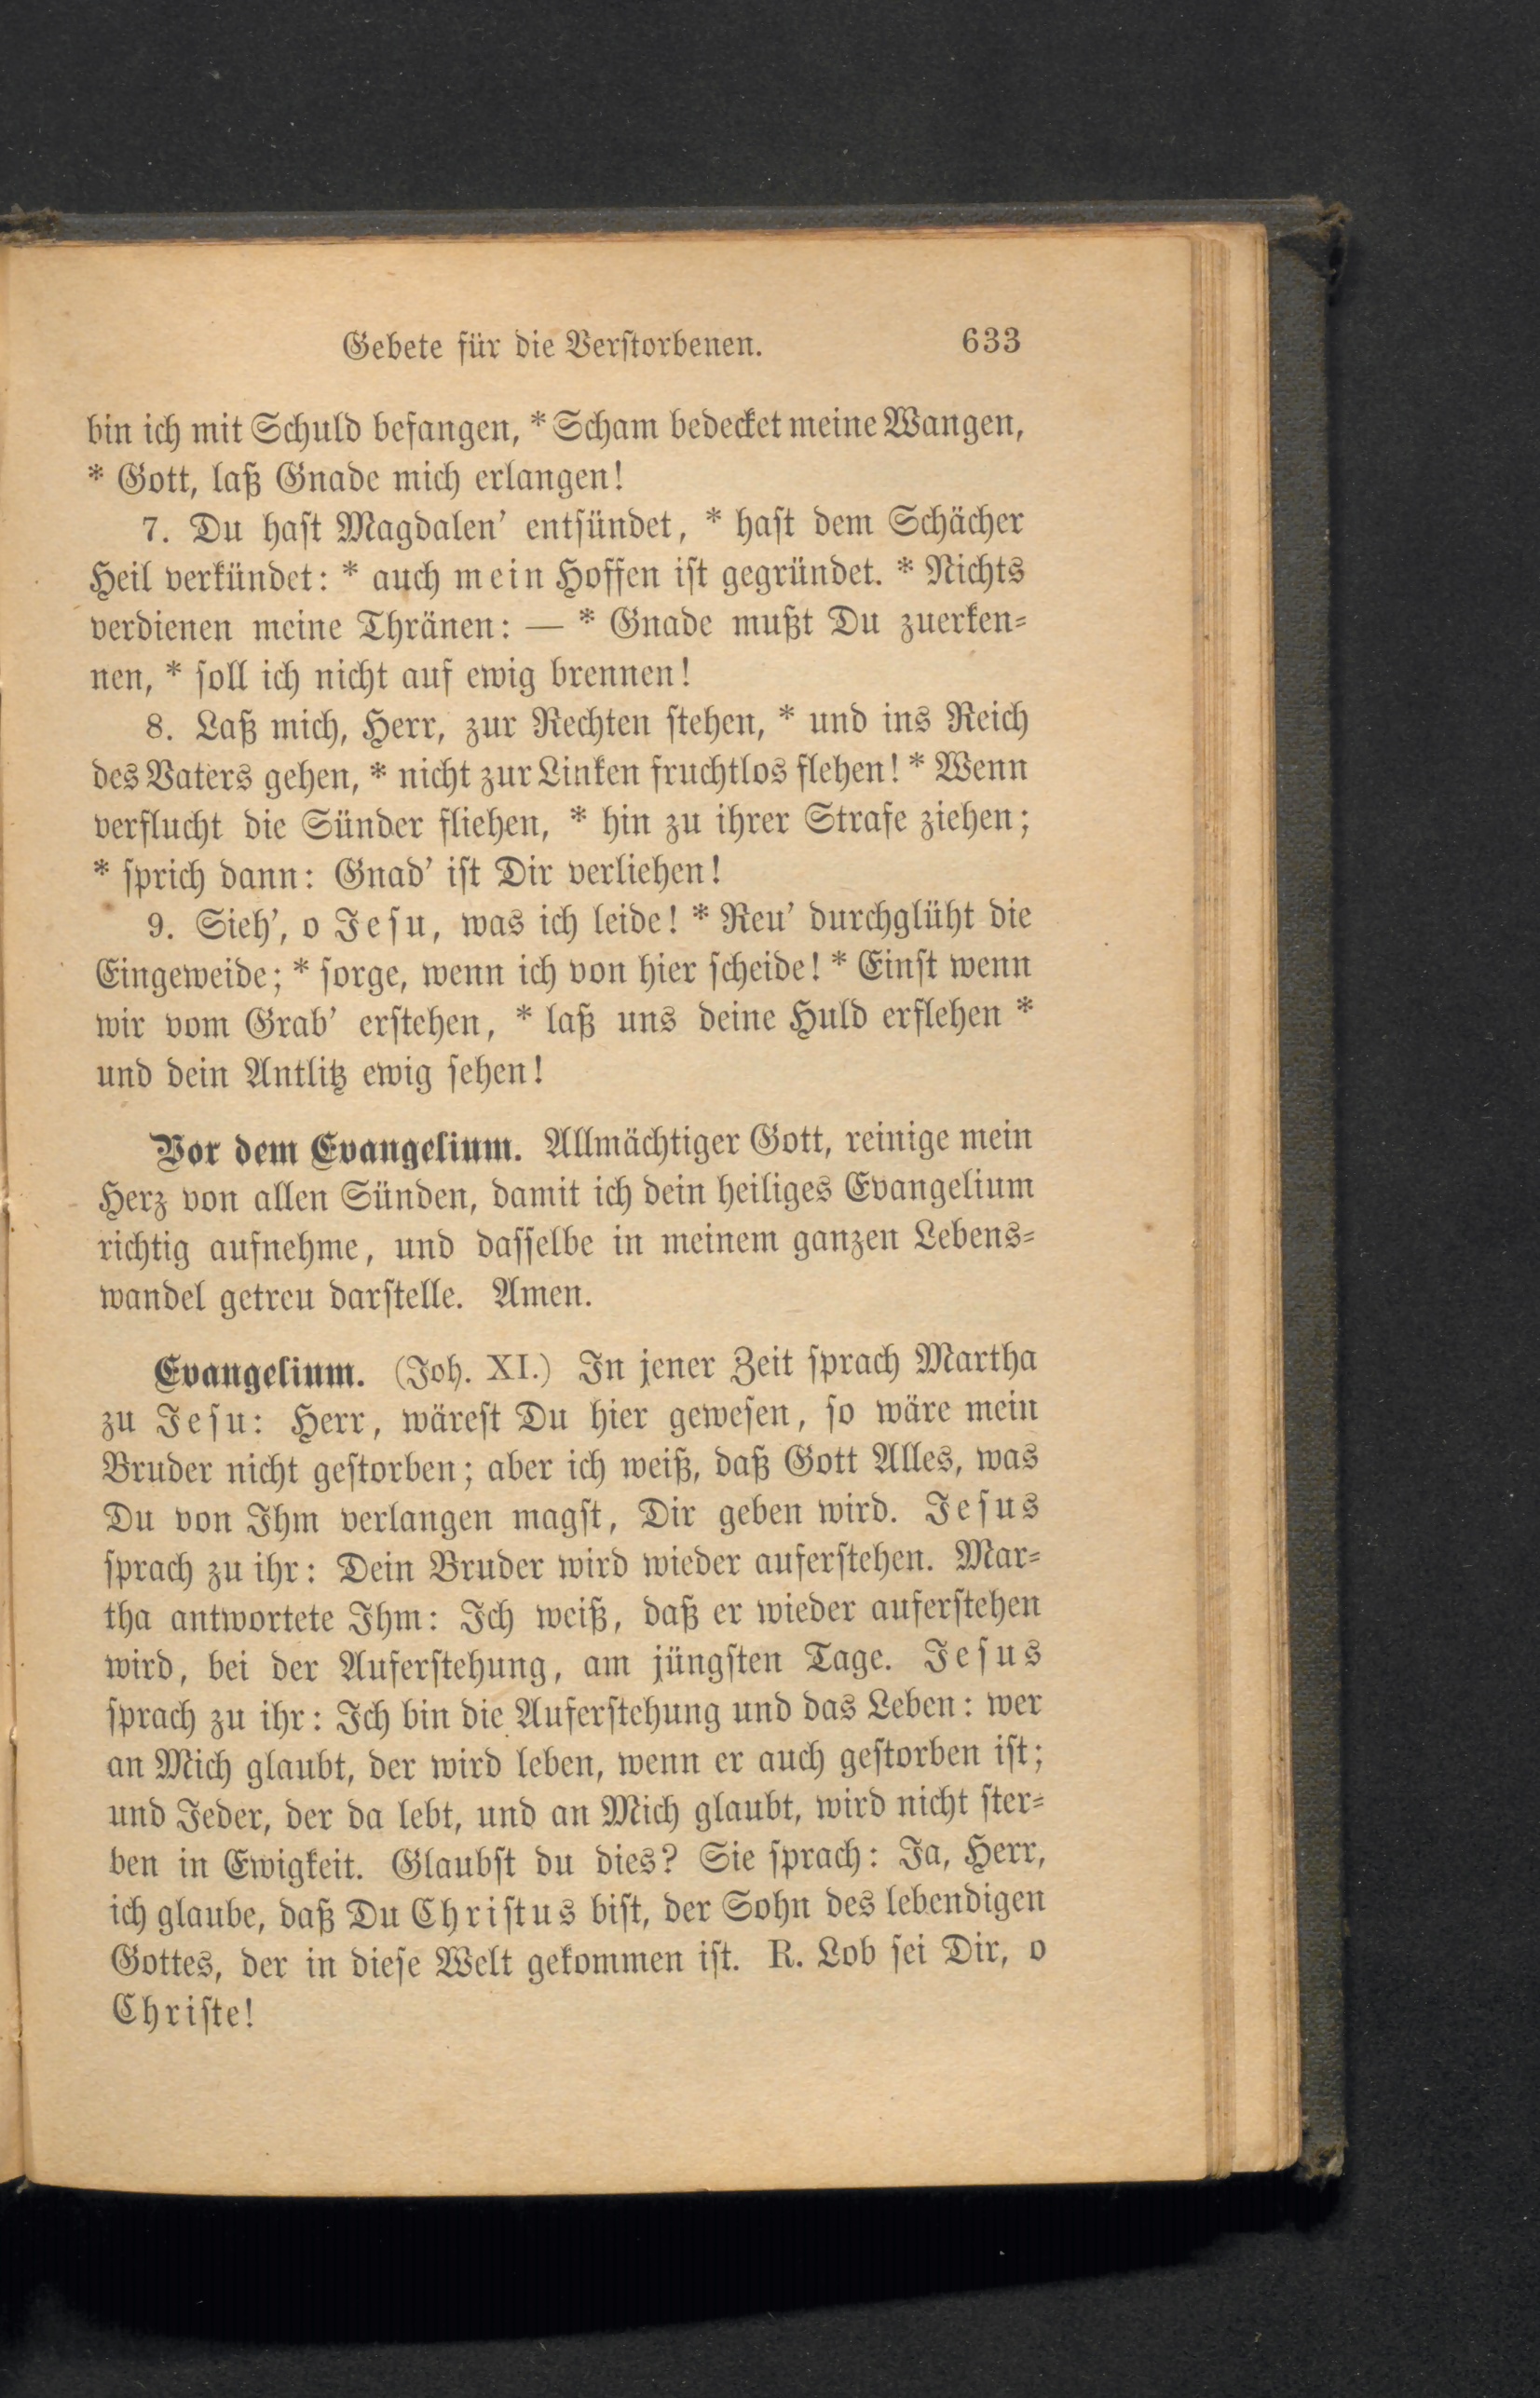 Gebete für die Verstorbenen. 633
bin ich mit Schuld befangen, * Scham bedecket meine Wangen,
* Gott, laß Gnade mich erlangen!
7. Du hast Magdalen' entsündet, * hast dem Schächer
Heil verkündet: * auch mein Hoffen ist gegründet. * Nichts
verdienen meine Thränen: — * Gnade mußt Du zuerken-
nen, * soll ich nicht auf ewig brennen!
8. Laß mich, Herr, zur Rechten stehen, * und ins Reich
des Vaters gehen, * nicht zur Linken fruchtlos flehen! * Wenn
verflucht die Sünder fliehen, * hin zu ihrer Strafe ziehen;
* sprich dann: Gnad' ist Dir verliehen!
9. Sieh', o Jesu, was ich leide! * Reu' durchglüht die
Eingeweide; * sorge, wenn ich von hier scheide! * Einst wenn
wir vom Grab' erstehen, * laß uns deine Huld erflehen *
und dein Antlitz ewig sehen!
Vor dem Evangelium. Allmächtiger Gott, reinige mein
Herz von allen Sünden, damit ich dein heiliges Evangelium
richtig aufnehme, und dasselbe in meinem ganzen Lebens-
wandel getreu darstelle. Amen.
Evangelium. (Joh. XI.) In jener Zeit sprach Martha
zu Jesu: Herr, wärest Du hier gewesen, so wäre mein
Bruder nicht gestorben; aber ich weiß, daß Gott Alles, was
Du von Ihm verlangen magst, Dir geben wird. Jesus
sprach zu ihr: Dein Bruder wird wieder auferstehen. Mar-
tha antwortete Ihm: Ich weiß, daß er wieder auferstehen
wird, bei der Auferstehung, am jüngsten Tage. Jesus
sprach zu ihr: Ich bin die Auferstehung und das Leben: wer
an Mich glaubt, der wird leben, wenn er auch gestorben ist;
und Jeder, der da lebt, und an Mich glaubt, wird nicht ster-
ben in Ewigkeit. Glaubst du dies? Sie sprach: Ja, Herr,
ich glaube, daß Du Christus bist, der Sohn des lebendigen
Gottes, der in diese Welt gekommen ist. R. Lob sei Dir, o
Christe!